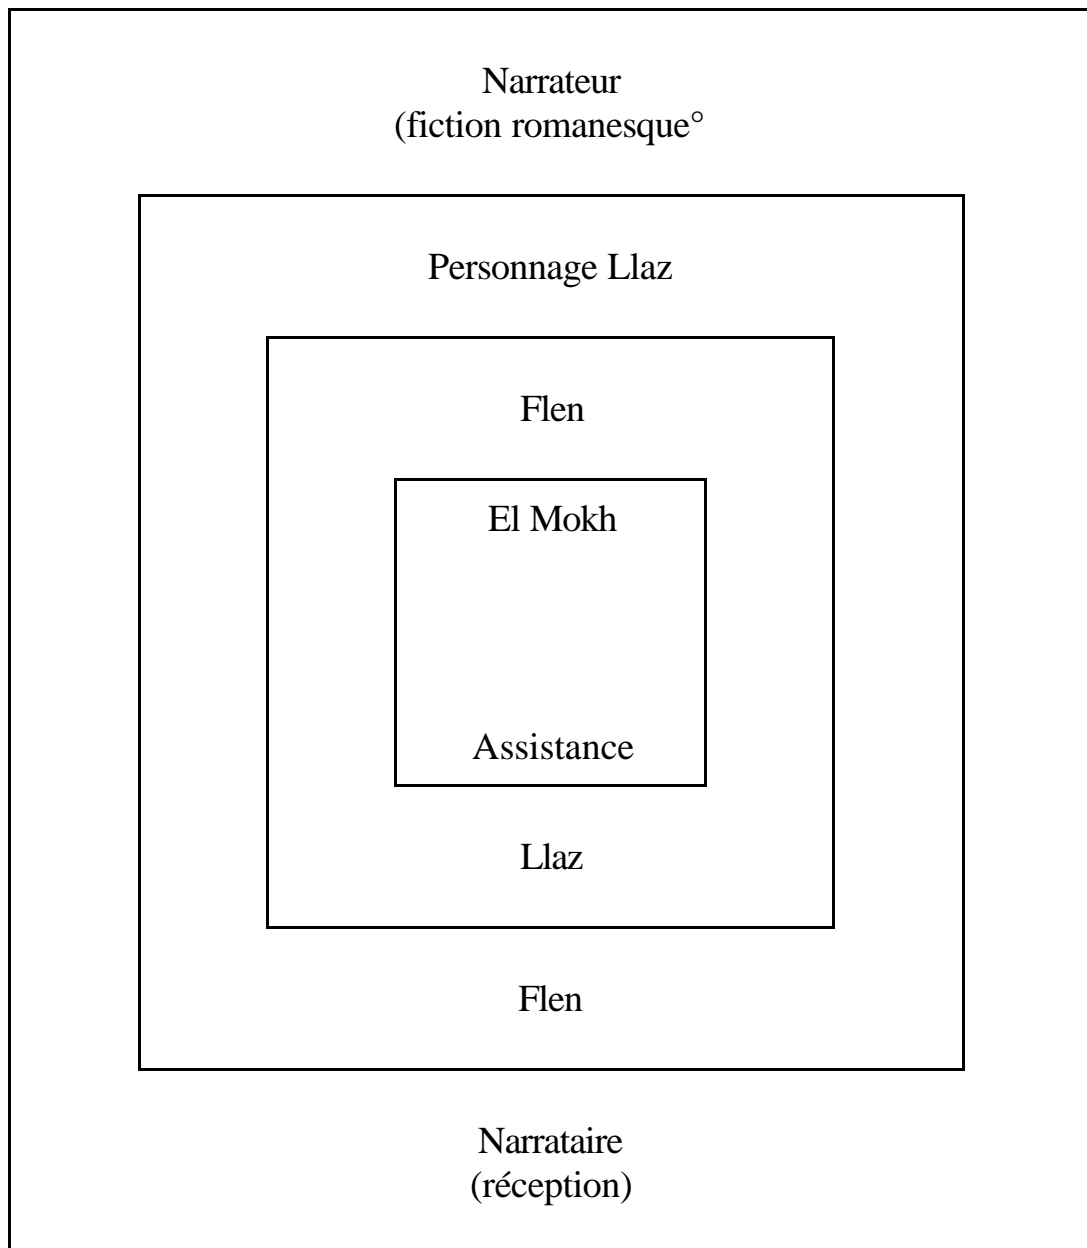 Narrateur
(fiction romanesque°
Personnage Llaz
Flen
El Mokh
Assistance
Llaz
Flen
Narrataire
(réception)